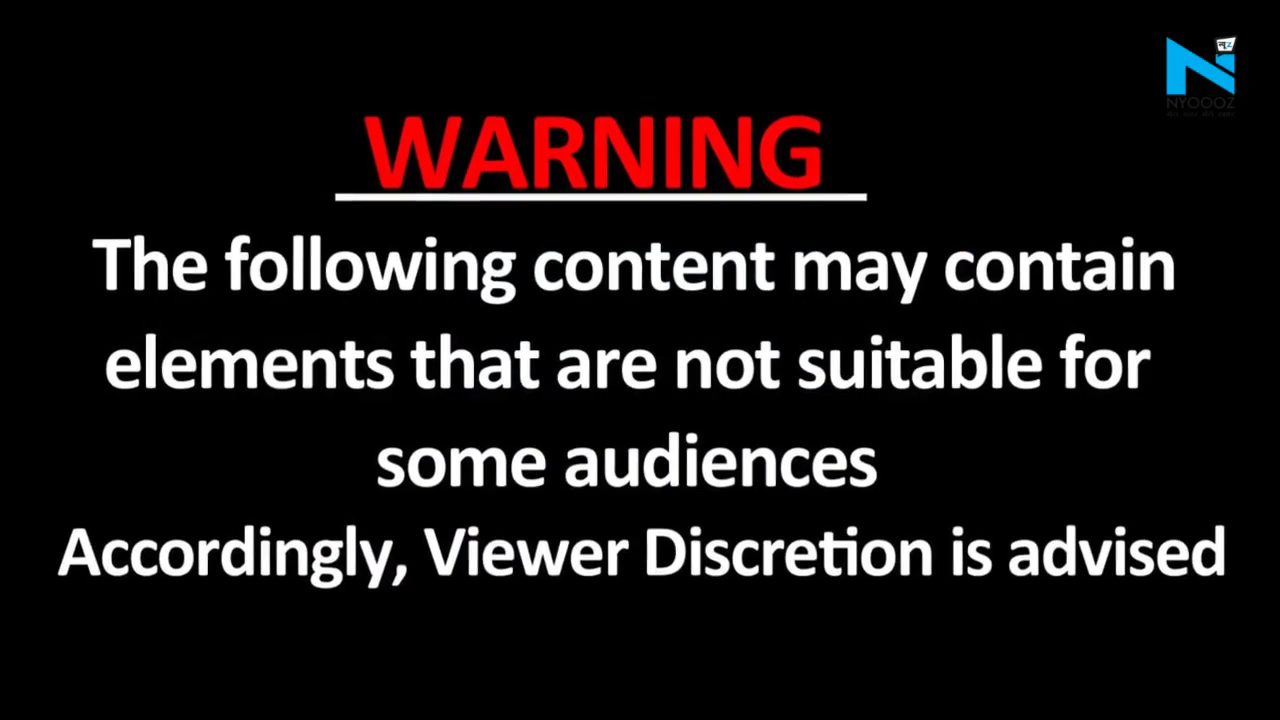 न्यूz
NYOOOZ
WARNING
The following content may contain
elements that are not suitable for
some audiences
Accordingly, Viewer Discretion is advised